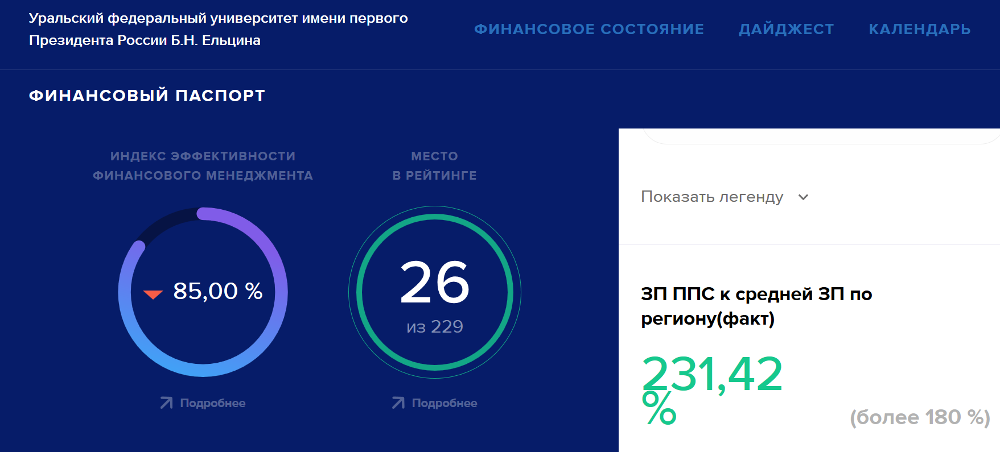 Уральский федеральный университет имени первого
Президента России Б.Н. Ельцина
ФИНАНСОВОЕ СОСТОЯНИЕ
ДАЙДЖЕСТ
КАЛЕНДАРЬ
ФИНАНСОВЫЙ ПАСПОРТ
ИНДЕКС ЭФФЕКТИВНОСТИ
ФИНАНСОВОГО МЕНЕДЖМЕНТА
85,00 %
Подробнее
МЕСТО
В РЕЙТИНГЕ
26
из 229
Подробнее
Показать легенду
ЗП ППС к средней ЗП по
региону(факт)
231,42
%
(более 180 %)